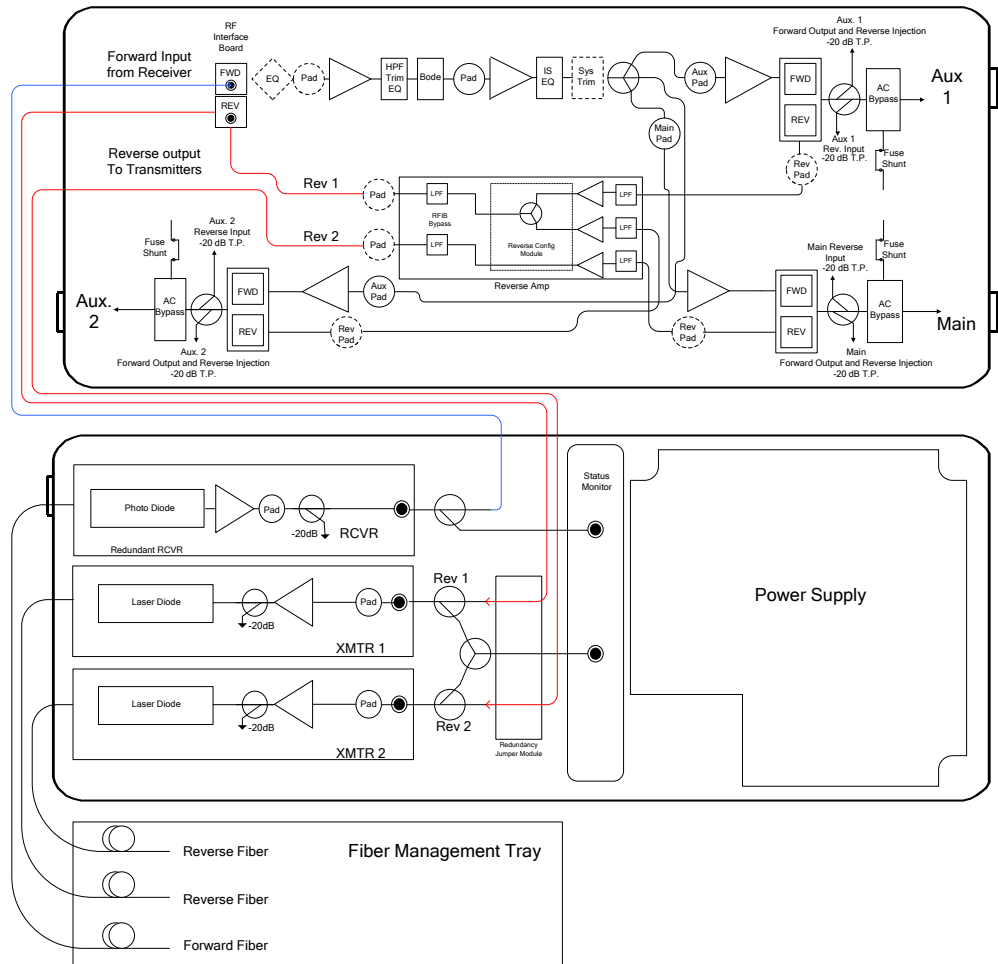 RF
Interface
Board
Forward Input
from Receiver
FWD
REV
EQ
Pad
HPF
Trim
EQ
Bode
Pad
IS
EQ
Sys
Trim
Aux
Pad
FWD
REV
Aux. 1
Forward Output and Reverse Injection
-20 dB T.P.
AC
Bypass
Aux
1
Aux 1
Rev. Input
-20 dB T.P.
Fuse
Shunt
Main
Pad
Rev
Pad
Reverse output
To Transmitters
Rev 1
Pad
LPF
RFIB
Bypass
LPF
Reverse Config
Module
LPF
LPF
LPF
Reverse Amp
Rev 2
Pad
Aux. 2
Reverse Input
-20 dB T.P.
Fuse
Shunt
AC
Bypass
Aux.
2
FWD
REV
Aux
Pad
Rev
Pad
Aux. 2
Forward Output and Reverse Injection
-20 dB T.P.
Main Reverse
Input
-20 dB T.P.
Fuse
Shunt
FWD
REV
Rev
Pad
AC
Bypass
Main
Main
Forward Output and Reverse Injection
-20 dB T.P.
Photo Diode
Pad
-20dB
RCVR
Redundant RCVR
Status
Monitor
Laser Diode
-20dB
Pad
XMTR 1
Rev 1
Laser Diode
-20dB
Pad
XMTR 2
Rev 2
Redundancy
Jumper Module
Power Supply
Fiber Management Tray
Reverse Fiber
Reverse Fiber
Forward Fiber